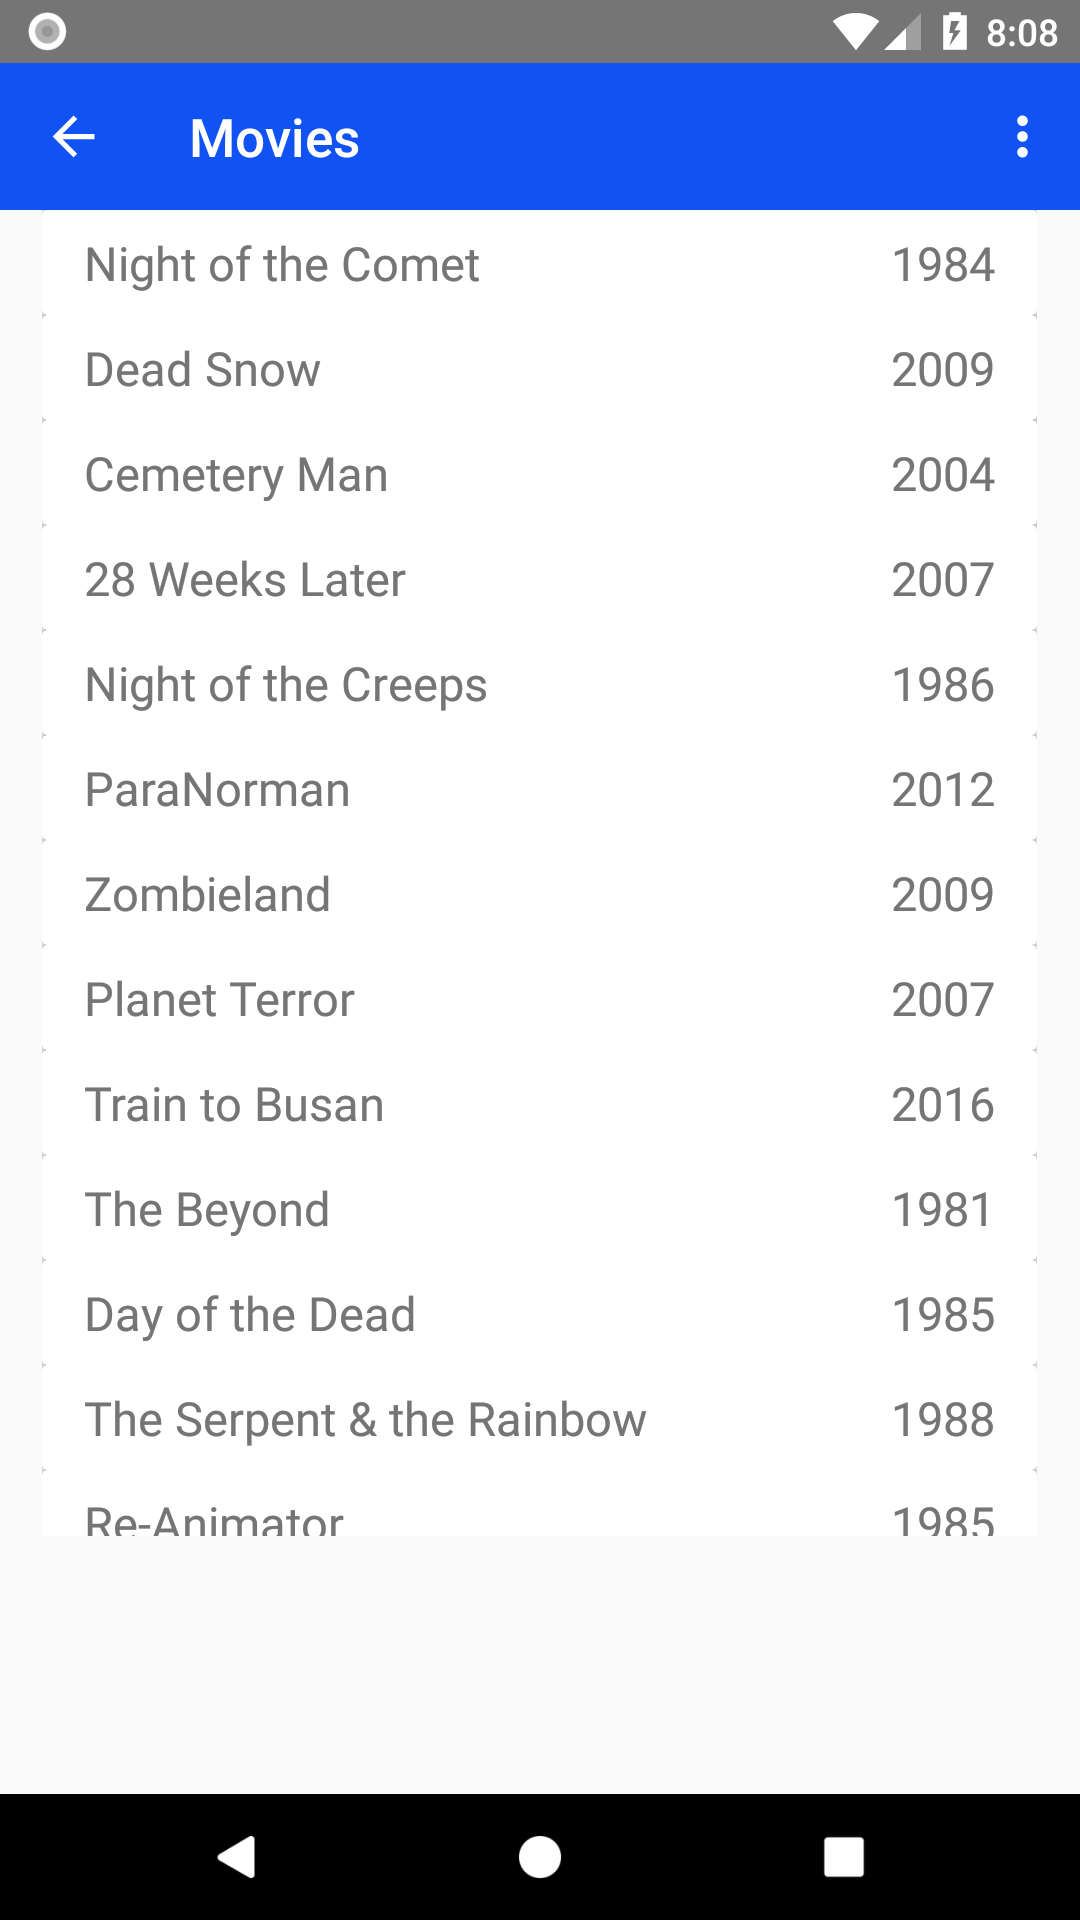 8:08
Movies
Night of the Comet 1984
Dead Snow 2009
Cemetery Man 2004
28 Weeks Later 2007
Night of the Creeps 1986
ParaNorman 2012
Zombieland 2009
Planet Terror 2007
Train to Busan 2016
The Beyond 1981
Day of the Dead 1985
The Serpent & the Rainbow 1988
Re-Animator 1985